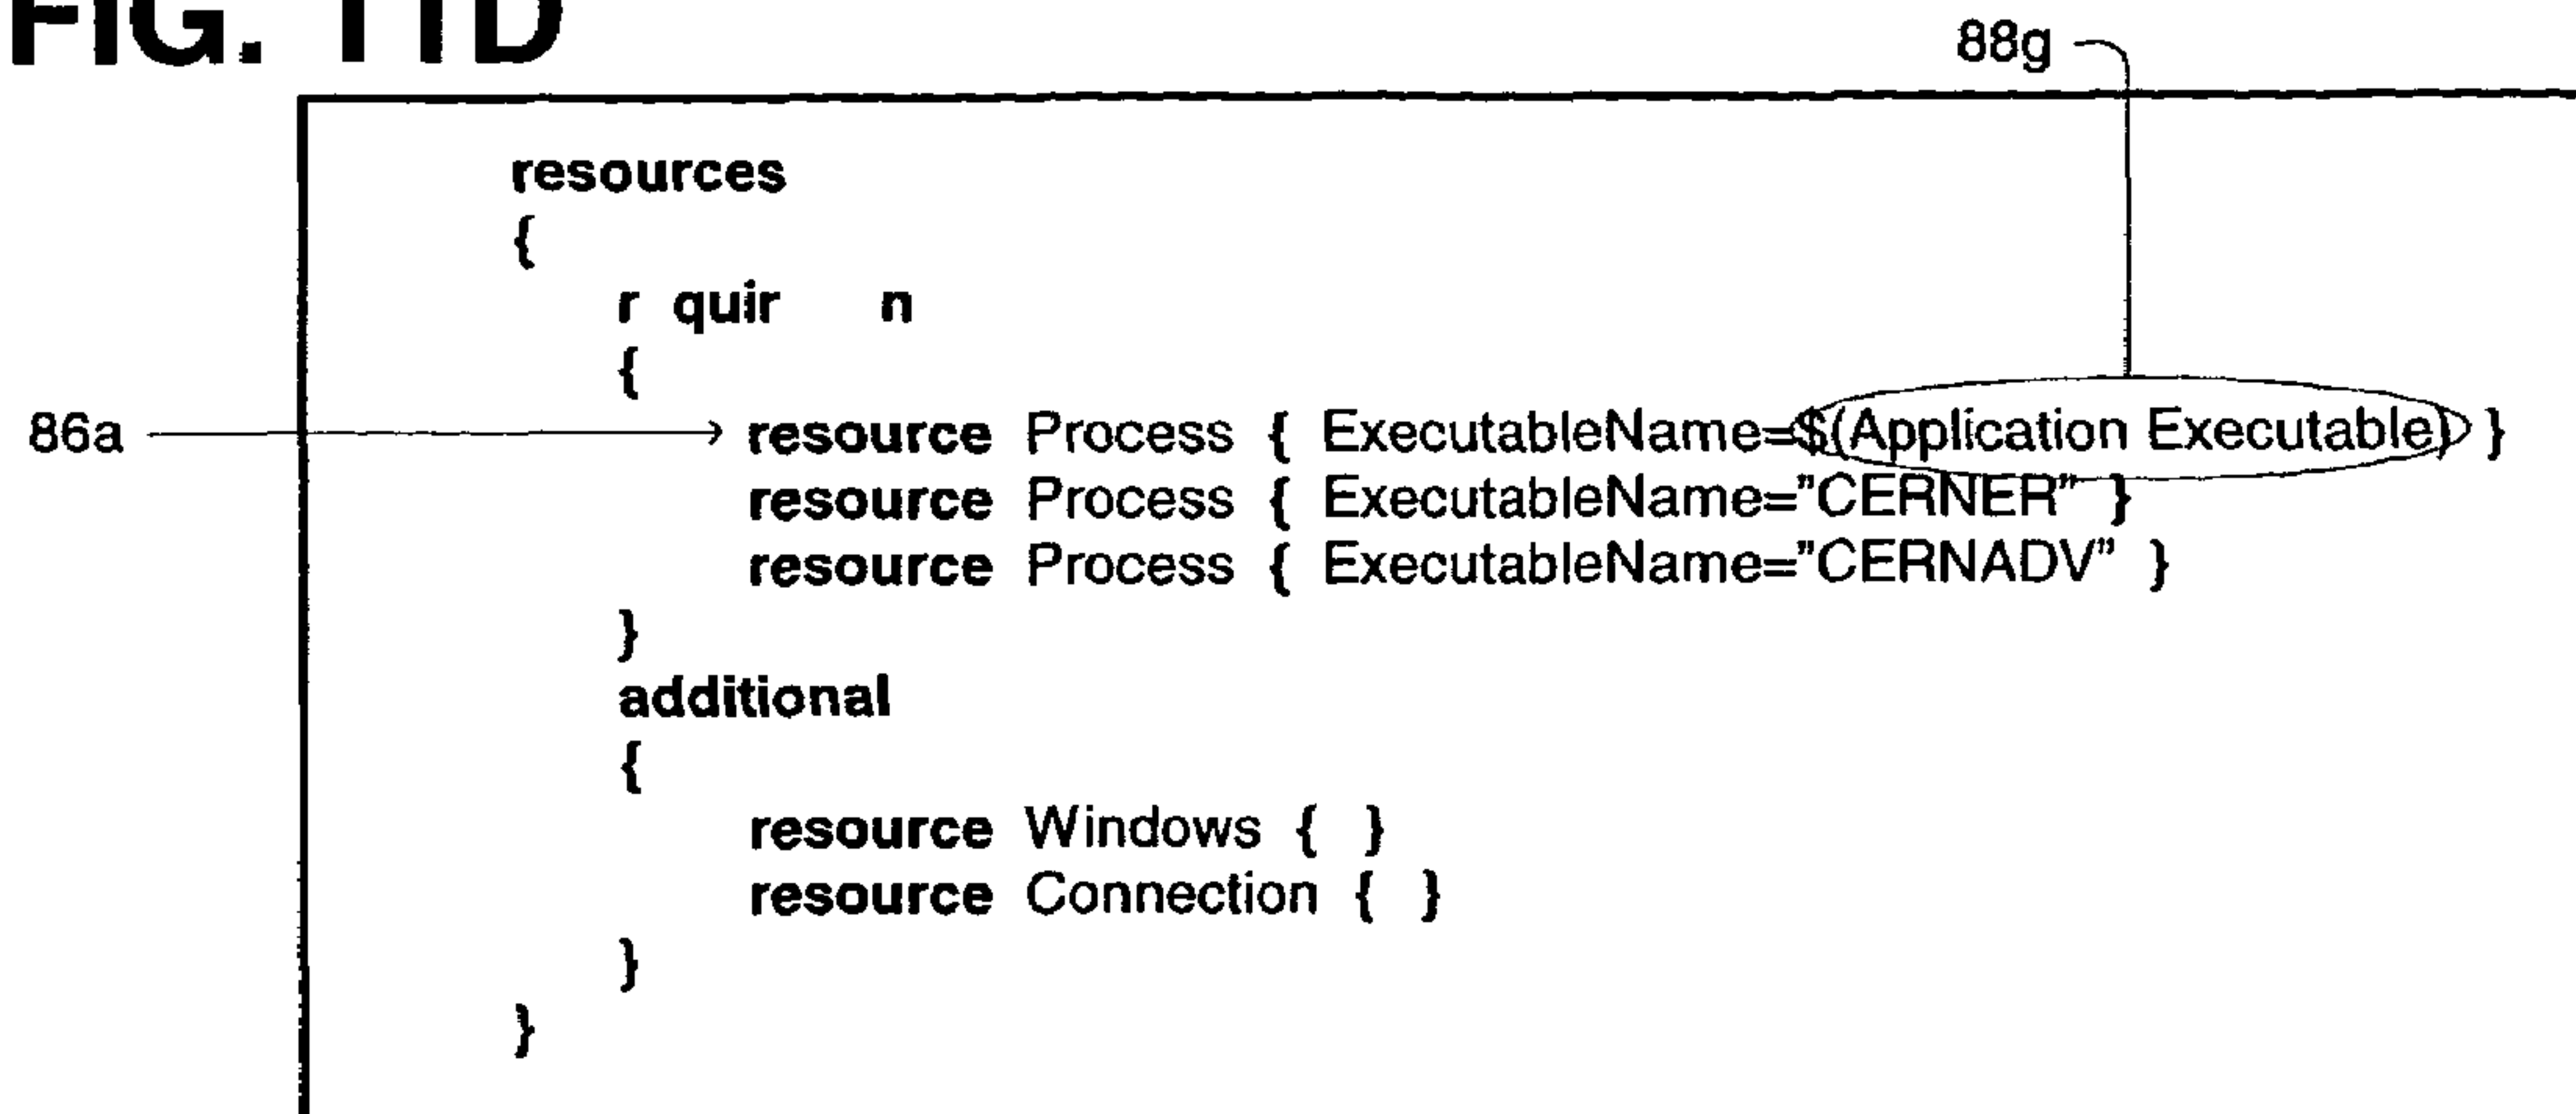 FIG. 11D
88g
resources
{
r quir n
{
86a resource Process { ExecutableName=$(Application Executable) }
resource Process { ExecutableName="CERNER" }
resource Process { ExecutableName="CERNADV" }
}
additional
{
resource Windows { }
resource Connection { }
}
}